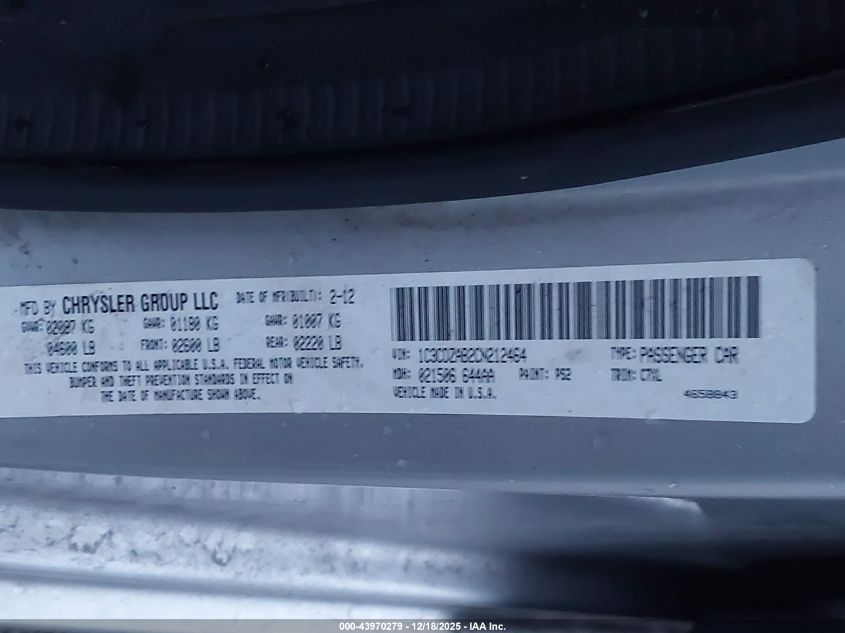 MFD BY CHRYSLER GROUP LLC DATE OF MFR(BUILT): 2-12
GVWR: 02087 KG GAWR: 01180 KG GAWR: 01007 KG
04600 LB FRONT: 02600 LB REAR: 02220 LB
THIS VEHICLE CONFORMS TO ALL APPLICABLE U.S.A. FEDERAL MOTOR VEHICLE SAFETY,
BUMPER AND THEFT PREVENTION STANDARDS IN EFFECT ON
THE DATE OF MANUFACTURE SHOWN ABOVE.
VIN: 1C3CDZAB2CN212464 TYPE: PASSENGER CAR
MDH: 021506 644AA PAINT: PS2 TRIM: C7XL
VEHICLE MADE IN U.S.A. 4658843
000-43970279 - 12/18/2025 - IAA Inc.